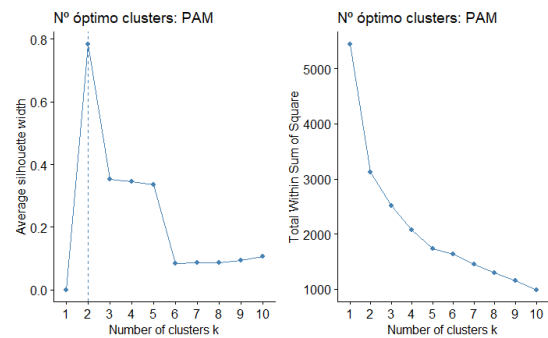 Nº óptimo clusters: PAM
Average silhouette width
0.8
0.6
0.4
0.2
0.0
1 2 3 4 5 6 7 8 9 10
Number of clusters k
Nº óptimo clusters: PAM
Total Within Sum of Square
5000
4000
3000
2000
1000
1 2 3 4 5 6 7 8 9 10
Number of clusters k